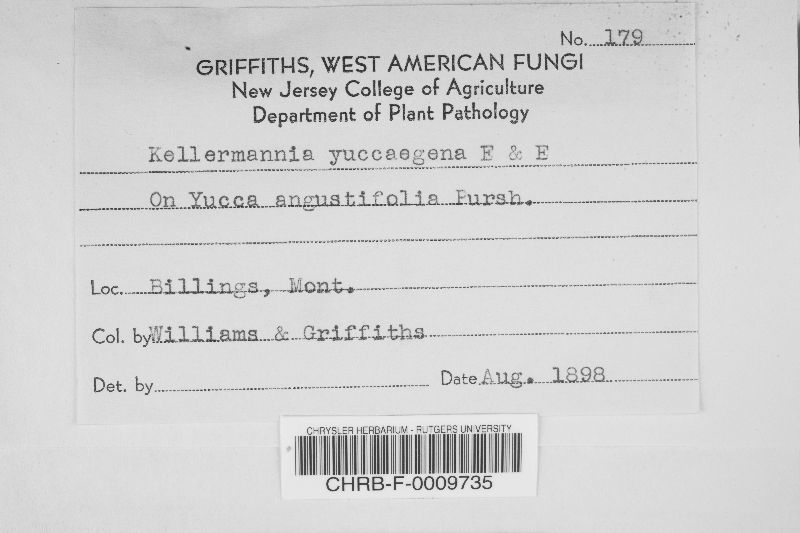 No. 179
GRIFFITHS, WEST AMERICAN FUNGI
New Jersey College of Agriculture
Department of Plant Pathology
Kellermannia yuccaegena E & E
On Yucca angustifolia Pursh.
Loc. Billings, Mont.
Col. by Williams & Griffiths
Det. by
Date Aug. 1898
CHRYSLER HERBARIUM - RUTGERS UNIVERSITY
CHRB-F-0009735